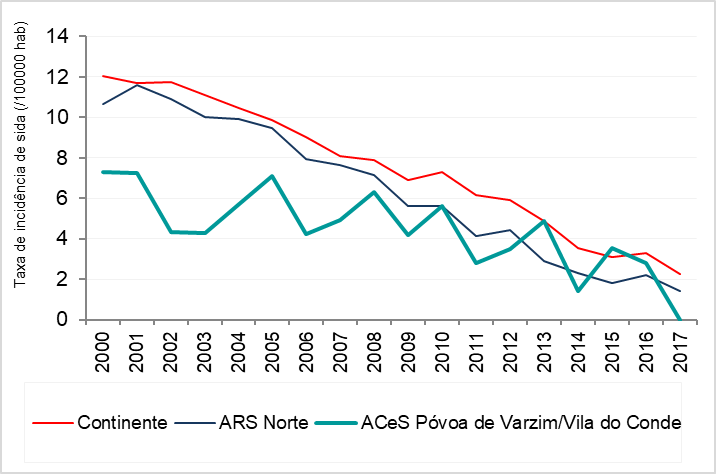 Taxa de incidência de sida (/100000 hab)
14
12
10
8
6
4
2
0
2000 2001 2002 2003 2004 2005 2006 2007 2008 2009 2010 2011 2012 2013 2014 2015 2016 2017
Continente ARS Norte ACeS Póvoa de Varzim/Vila do Conde